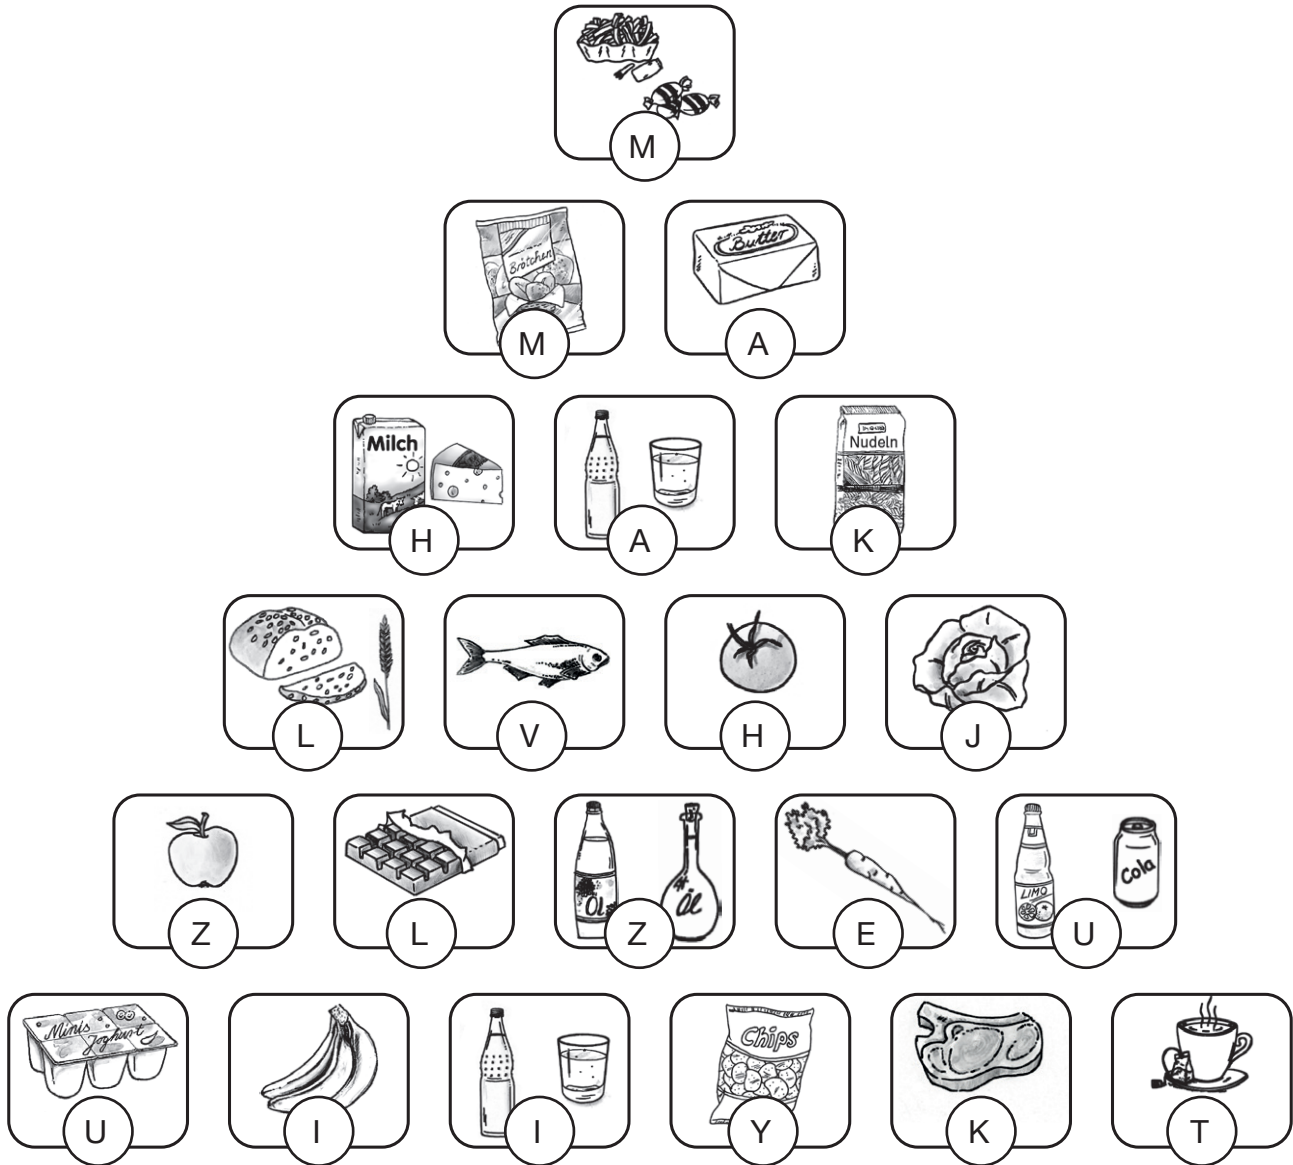 M
Brötchen
M
Butter
A
Milch
H
A
Nudeln
K
L
V
H
J
Z
L
Öl
Öl
Z
E
LIMO
Cola
U
Minis
Joghurt
U
I
I
Chips
Y
K
T